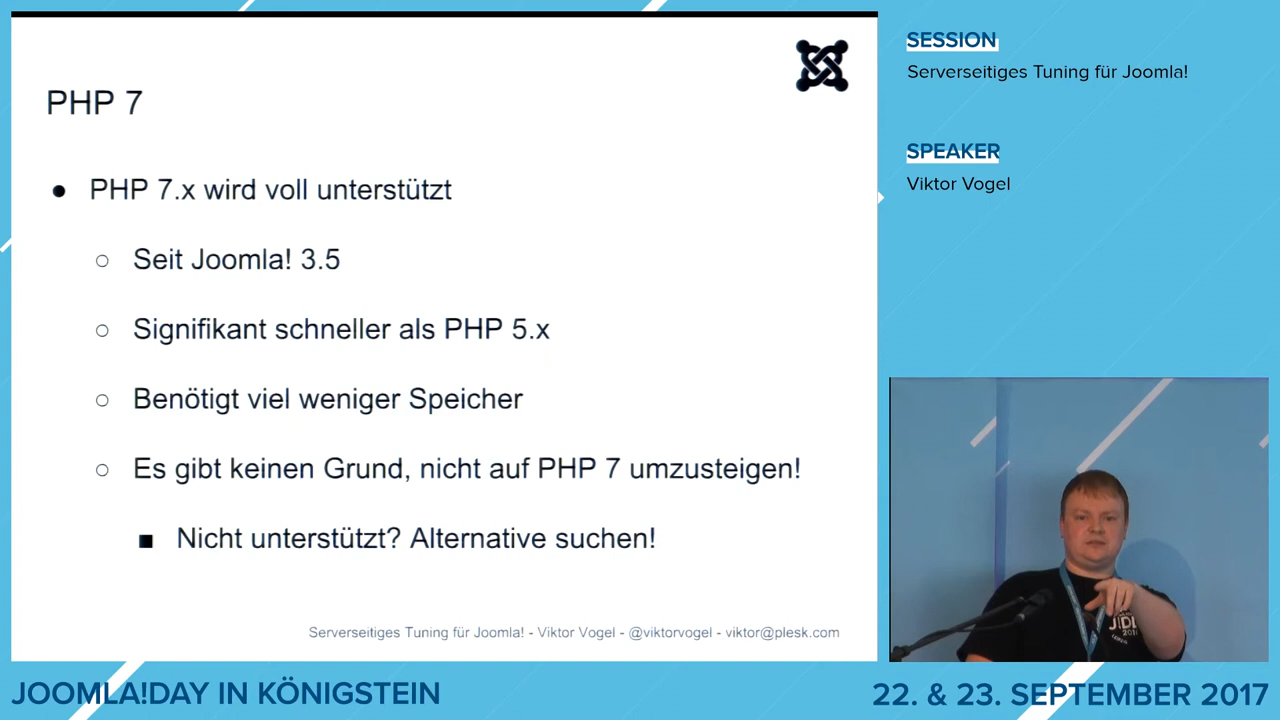 PHP 7
● PHP 7.x wird voll unterstützt
○ Seit Joomla! 3.5
○ Signifikant schneller als PHP 5.x
○ Benötigt viel weniger Speicher
○ Es gibt keinen Grund, nicht auf PHP 7 umzusteigen!
■ Nicht unterstützt? Alternative suchen!
Serverseitiges Tuning für Joomla! - Viktor Vogel - @viktorvogel - viktor@plesk.com
SESSION
Serverseitiges Tuning für Joomla!
SPEAKER
Viktor Vogel
JOOMLA!DAY IN KÖNIGSTEIN
22. & 23. SEPTEMBER 2017